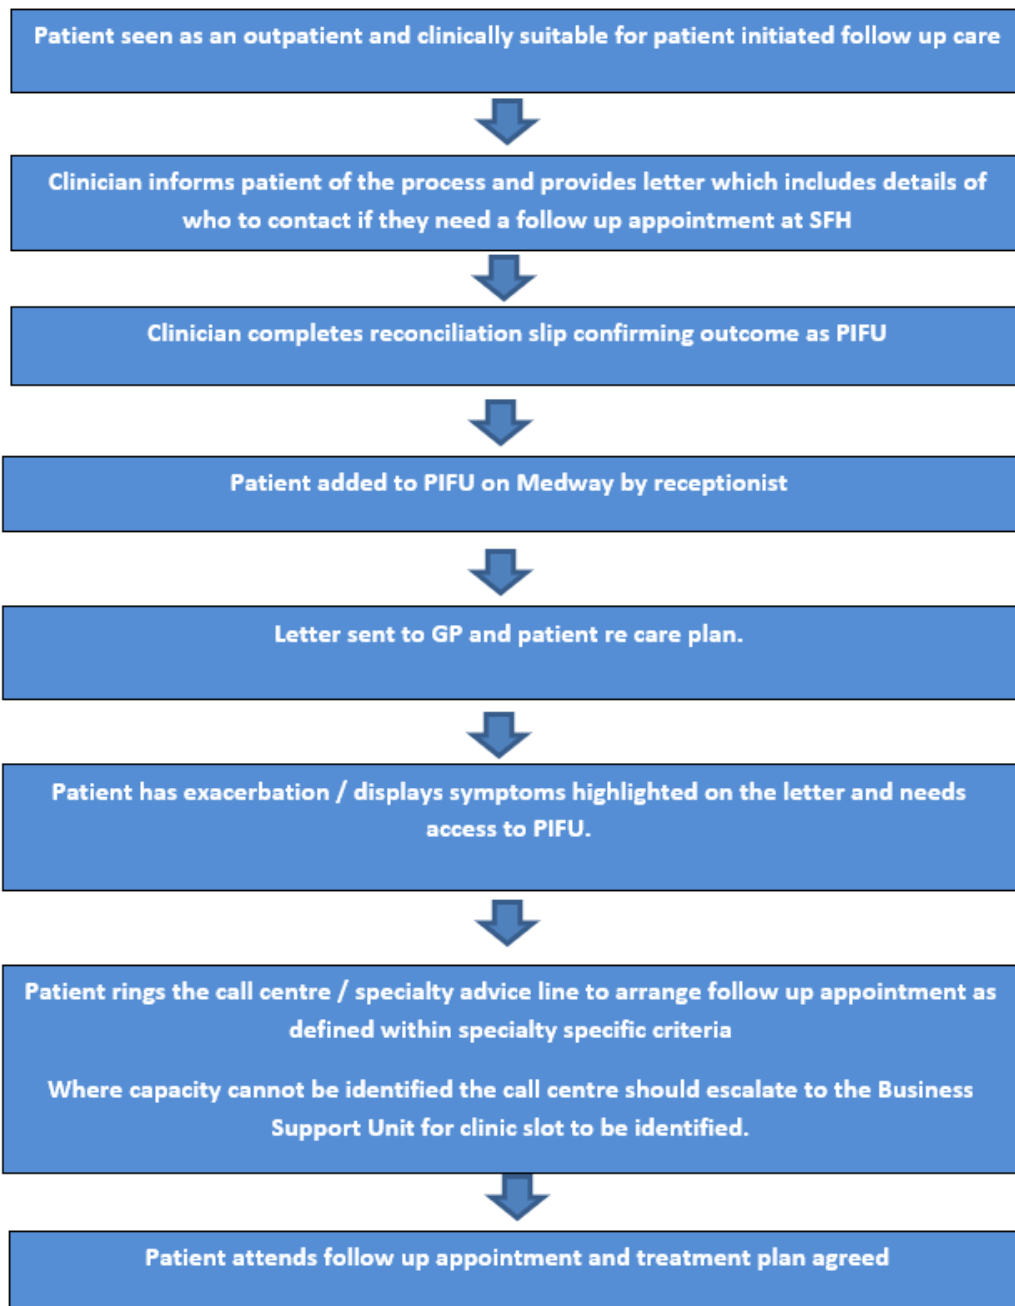 Patient seen as an outpatient and clinically suitable for patient initiated follow up care
Clinician informs patient of the process and provides letter which includes details of
who to contact if they need a follow up appointment at SFH
Clinician completes reconciliation slip confirming outcome as PIFU
Patient added to PIFU on Medway by receptionist
Letter sent to GP and patient re care plan.
Patient has exacerbation / displays symptoms highlighted on the letter and needs
access to PIFU.
Patient rings the call centre / specialty advice line to arrange follow up appointment as
defined within specialty specific criteria
Where capacity cannot be identified the call centre should escalate to the Business
Support Unit for clinic slot to be identified.
Patient attends follow up appointment and treatment plan agreed